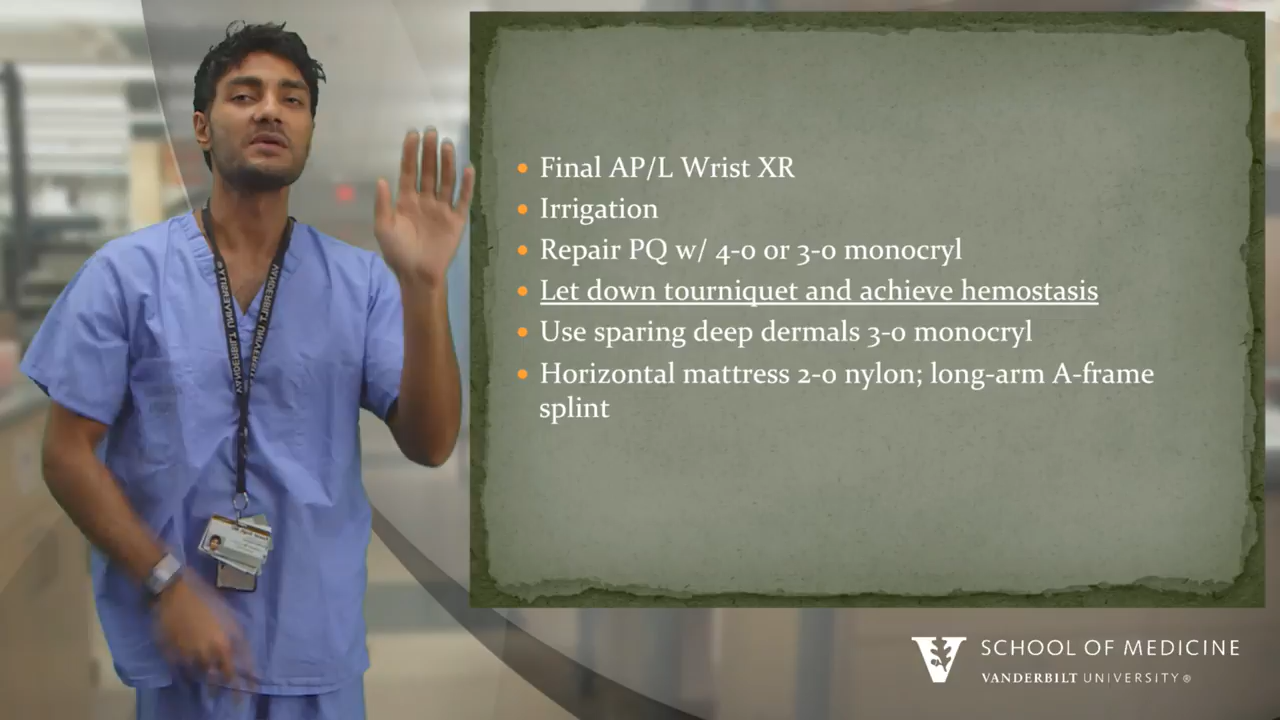 Final AP/L Wrist XR
Irrigation
Repair PQ w/ 4-0 or 3-0 monocryl
Let down tourniquet and achieve hemostasis
Use sparing deep dermals 3-0 monocryl
Horizontal mattress 2-0 nylon; long-arm A-frame
splint
VANDERBILT UNIVERSITY
V SCHOOL OF MEDICINE
VANDERBILT UNIVERSITY®